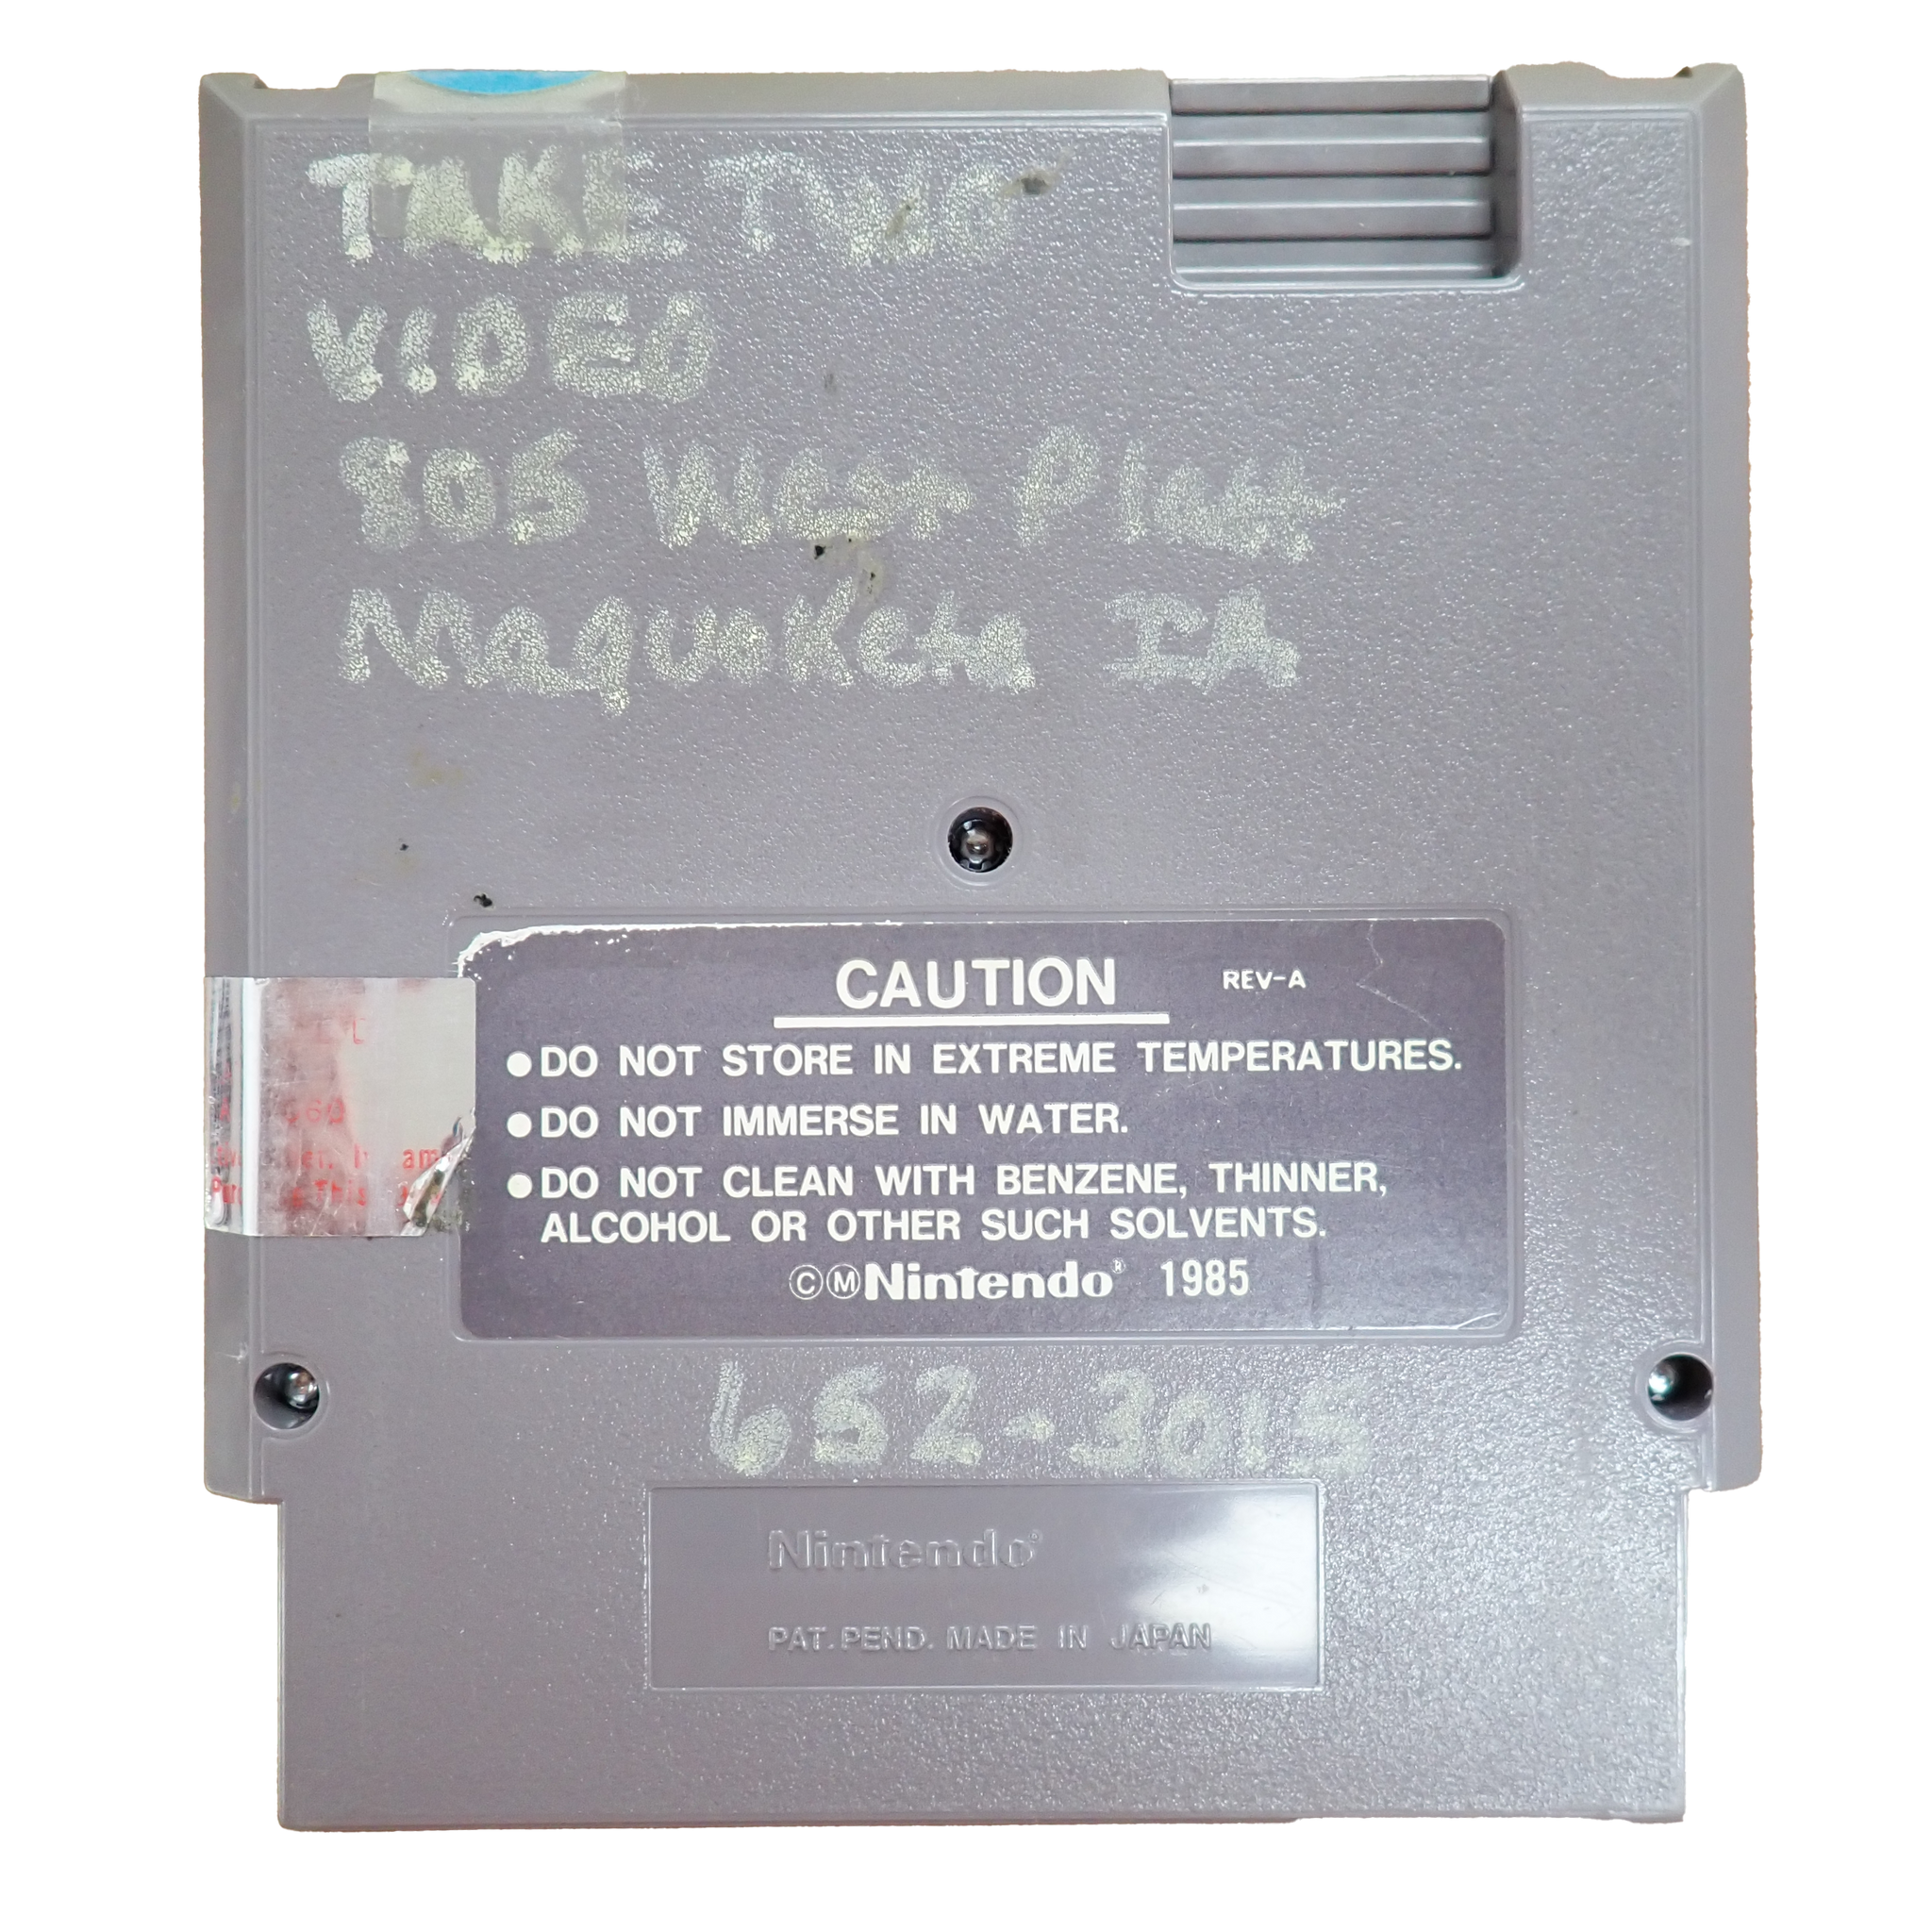 TAKE TWO
VIDEO
805 West Platt
Maquoketa IA
CAUTION REV-A
●DO NOT STORE IN EXTREME TEMPERATURES.
●DO NOT IMMERSE IN WATER.
●DO NOT CLEAN WITH BENZENE, THINNER,
ALCOHOL OR OTHER SUCH SOLVENTS.
©ⓂNintendo® 1985
652-3015
Nintendo®
PAT. PEND. MADE IN JAPAN